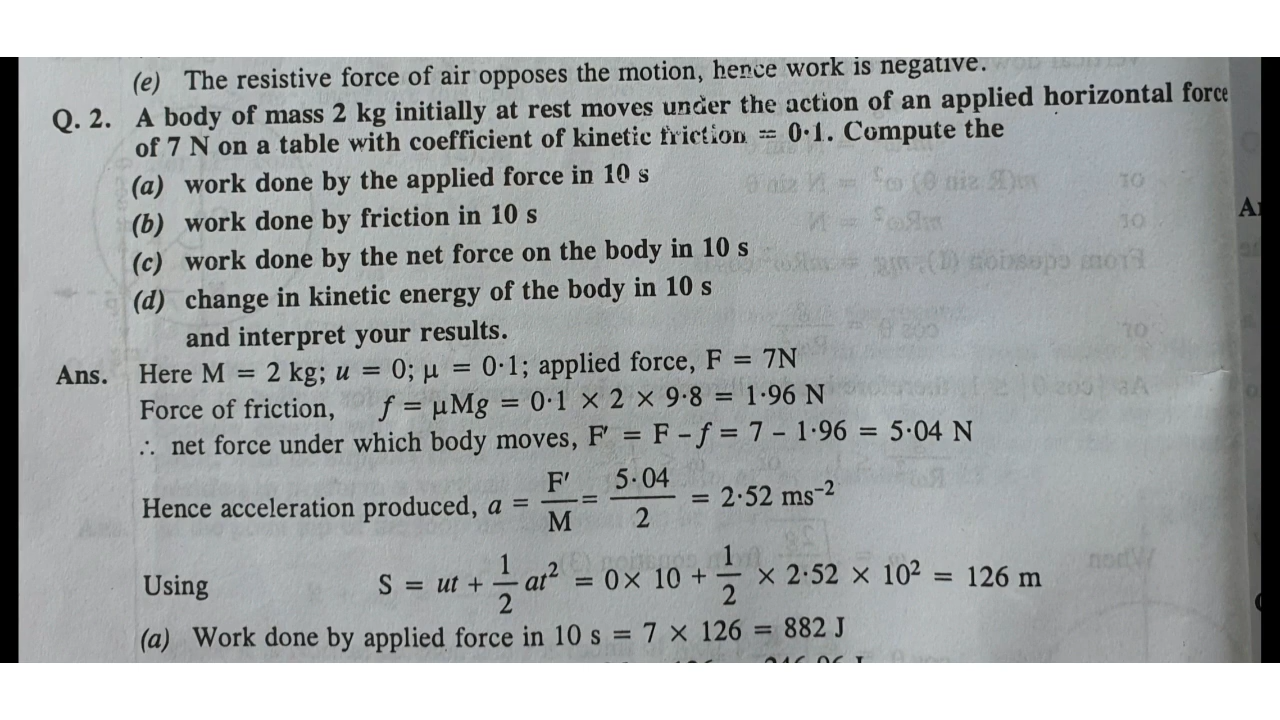 (e) The resistive force of air opposes the motion, hence work is negative.
Q. 2. A body of mass 2 kg initially at rest moves under the action of an applied horizontal force
of 7 N on a table with coefficient of kinetic friction = 0·1. Compute the
(a) work done by the applied force in 10 s
(b) work done by friction in 10 s
(c) work done by the net force on the body in 10 s
(d) change in kinetic energy of the body in 10 s
and interpret your results.
Ans. Here M = 2 kg; u = 0; μ = 0·1; applied force, F = 7N
Force of friction, f = μMg = 0·1 × 2 × 9·8 = 1·96 N
∴ net force under which body moves, F′ = F – f = 7 – 1·96 = 5·04 N
Hence acceleration produced, a = F′/M = 5·04/2 = 2·52 ms⁻²
Using S = ut + 1/2 at² = 0× 10 + 1/2 × 2·52 × 10² = 126 m
(a) Work done by applied force in 10 s = 7 × 126 = 882 J